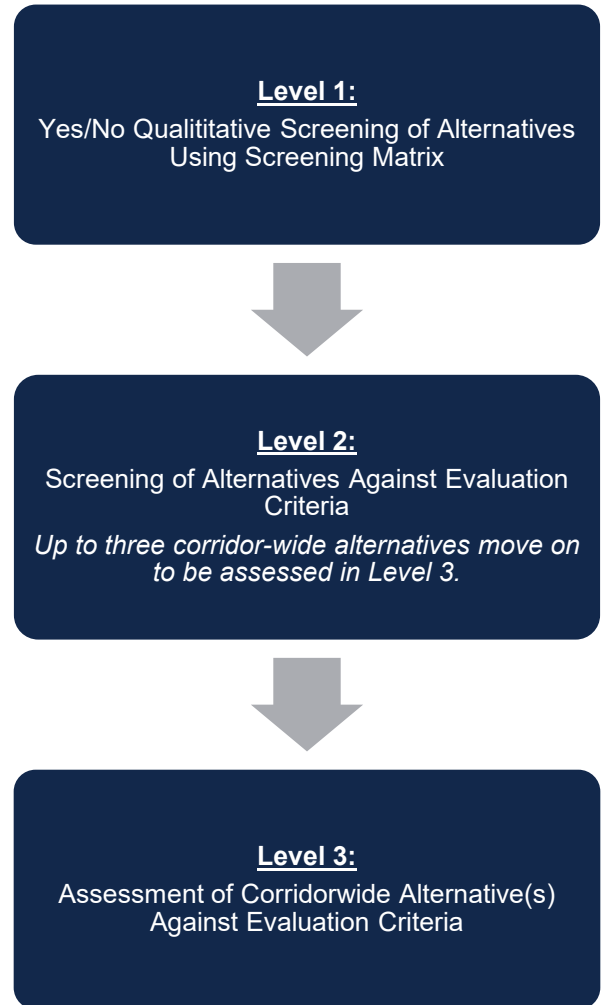 Level 1:
Yes/No Qualititative Screening of Alternatives
Using Screening Matrix
Level 2:
Screening of Alternatives Against Evaluation
Criteria
Up to three corridor-wide alternatives move on
to be assessed in Level 3.
Level 3:
Assessment of Corridorwide Alternative(s)
Against Evaluation Criteria